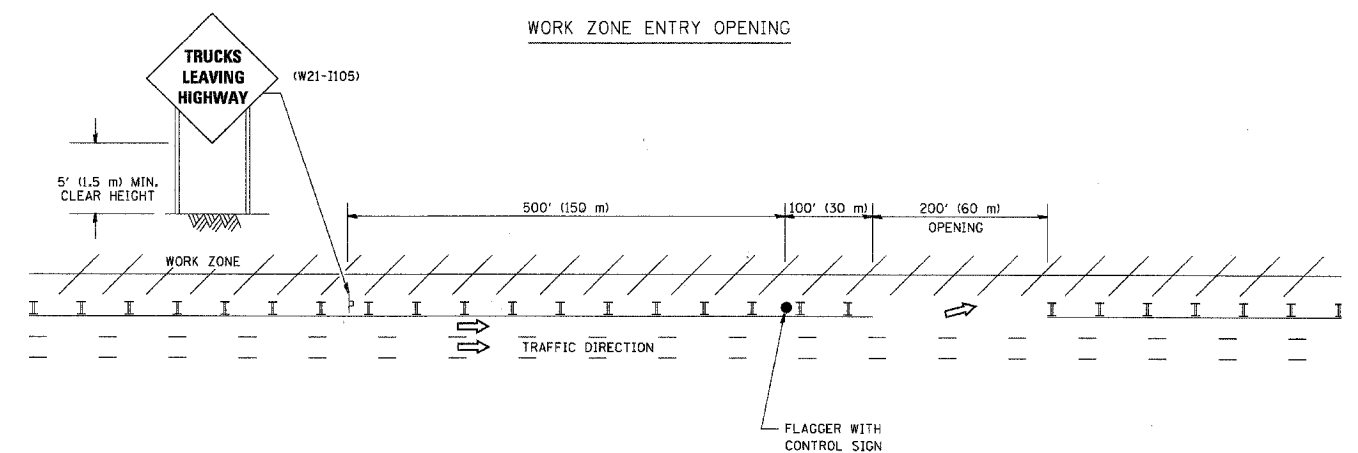 WORK ZONE ENTRY OPENING
TRUCKS
LEAVING
HIGHWAY
(W21-I105)
5' (1.5 m) MIN.
CLEAR HEIGHT
500' (150 m)
100' (30 m)
200' (60 m)
OPENING
WORK ZONE
TRAFFIC DIRECTION
FLAGGER WITH
CONTROL SIGN